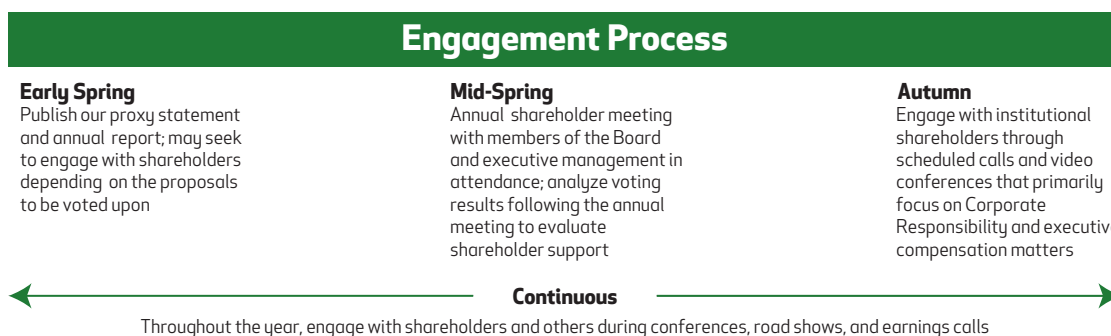 Engagement Process
Early Spring
Publish our proxy statement
and annual report; may seek
to engage with shareholders
depending on the proposals
to be voted upon
Mid-Spring
Annual shareholder meeting
with members of the Board
and executive management in
attendance; analyze voting
results following the annual
meeting to evaluate
shareholder support
Autumn
Engage with institutional
shareholders through
scheduled calls and video
conferences that primarily
focus on Corporate
Responsibility and executive
compensation matters
Continuous
Throughout the year, engage with shareholders and others during conferences, road shows, and earnings calls